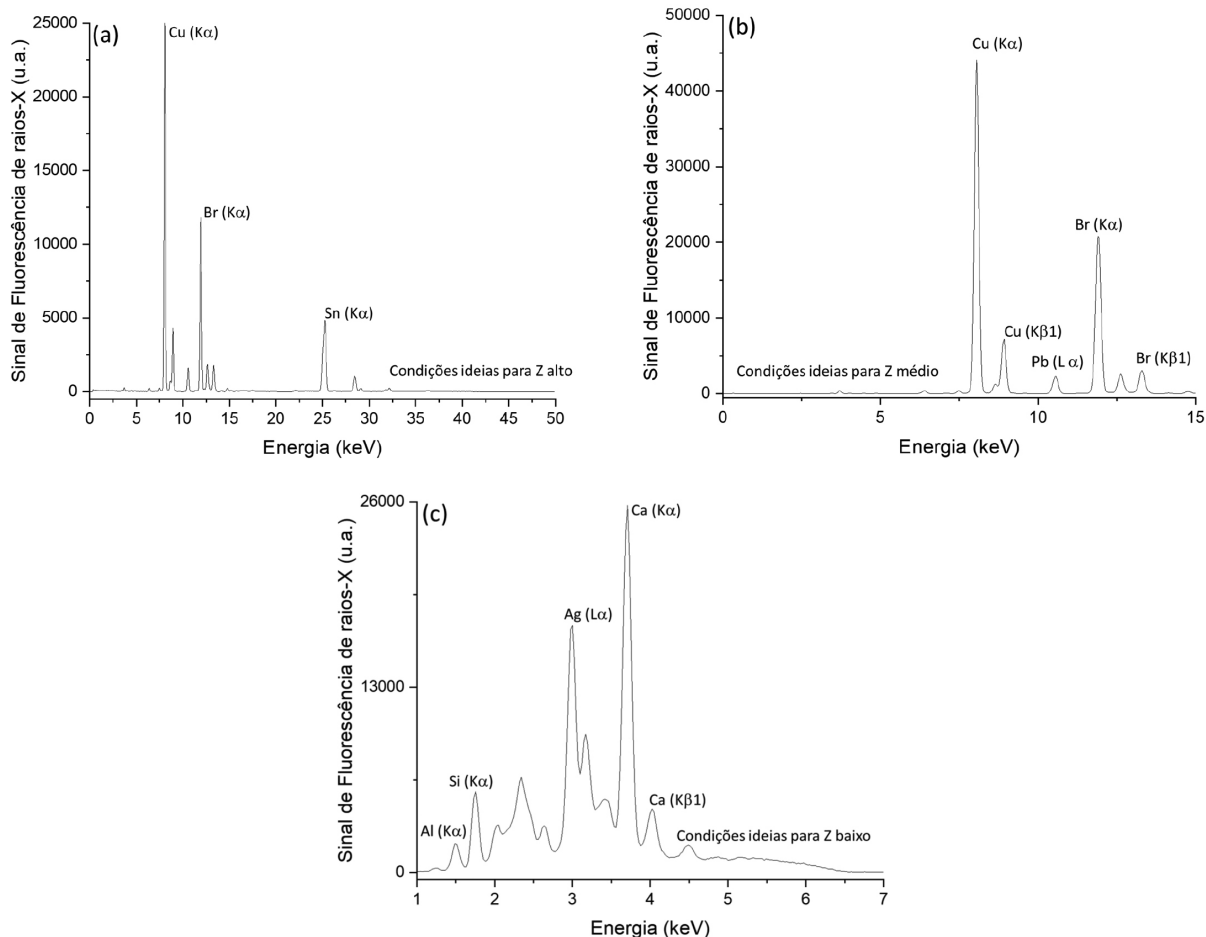 (a)
Sinal de Fluorescência de raios-X (u.a.)
25000
20000
15000
10000
5000
0
Cu (Kα)
Br (Kα)
Sn (Kα)
Condições ideias para Z alto
0 5 10 15 20 25 30 35 40 45 50
Energia (keV)
(b)
Sinal de Fluorescência de raios-X (u.a.)
50000
40000
30000
20000
10000
0
Cu (Kα)
Br (Kα)
Cu (Kβ1)
Pb (L α)
Br (Kβ1)
Condições ideias para Z médio
0 5 10 15
Energia (keV)
(c)
Sinal de Fluorescência de raios-X (u.a.)
26000
13000
0
Ca (Kα)
Ag (Lα)
Si (Kα)
Ca (Kβ1)
Al (Kα)
Condições ideias para Z baixo
1 2 3 4 5 6 7
Energia (keV)